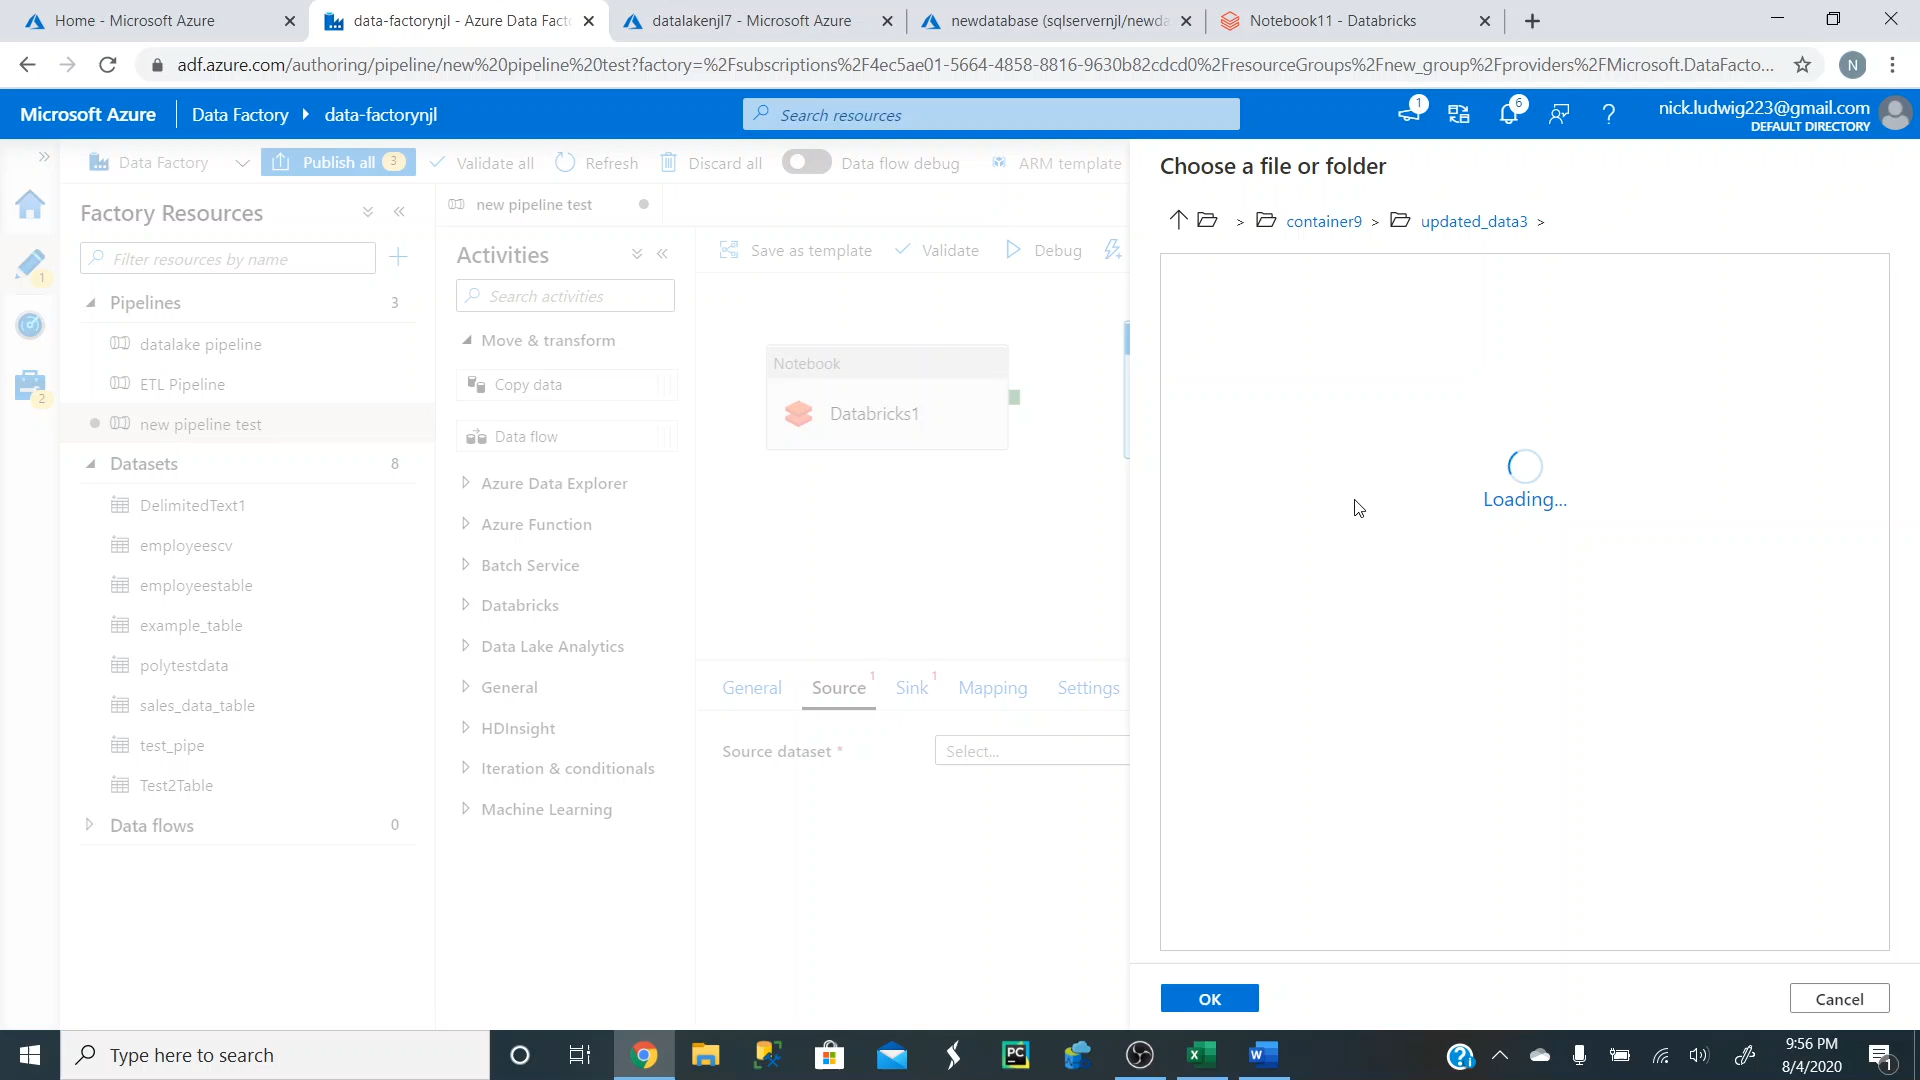 Home - Microsoft Azure
data-factorynjl - Azure Data Fact
datalakenjl7 - Microsoft Azure
newdatabase (sqlservernjl/newda
Notebook11 - Databricks
adf.azure.com/authoring/pipeline/new%20pipeline%20test?factory=%2Fsubscriptions%2F4ec5ae01-5664-4858-8816-9630b82cdcd0%2FresourceGroups%2Fnew_group%2Fproviders%2FMicrosoft.DataFacto...
N
Microsoft Azure
Data Factory
data-factorynjl
Search resources
1
6
nick.ludwig223@gmail.com
DEFAULT DIRECTORY
Data Factory
Publish all 3
Validate all
Refresh
Discard all
Data flow debug
ARM template
Factory Resources
Filter resources by name
1
2
Pipelines 3
datalake pipeline
ETL Pipeline
new pipeline test
Datasets 8
DelimitedText1
employeescv
employeestable
example_table
polytestdata
sales_data_table
test_pipe
Test2Table
Data flows 0
new pipeline test
Activities
Search activities
Move & transform
Copy data
Data flow
Azure Data Explorer
Azure Function
Batch Service
Databricks
Data Lake Analytics
General
HDInsight
Iteration & conditionals
Machine Learning
Save as template
Validate
Debug
Notebook
Databricks1
General
Source 1
Sink 1
Mapping
Settings
Source dataset *
Select...
Choose a file or folder
> container9 > updated_data3 >
Loading...
OK
Cancel
Type here to search
PC
9:56 PM
8/4/2020
1